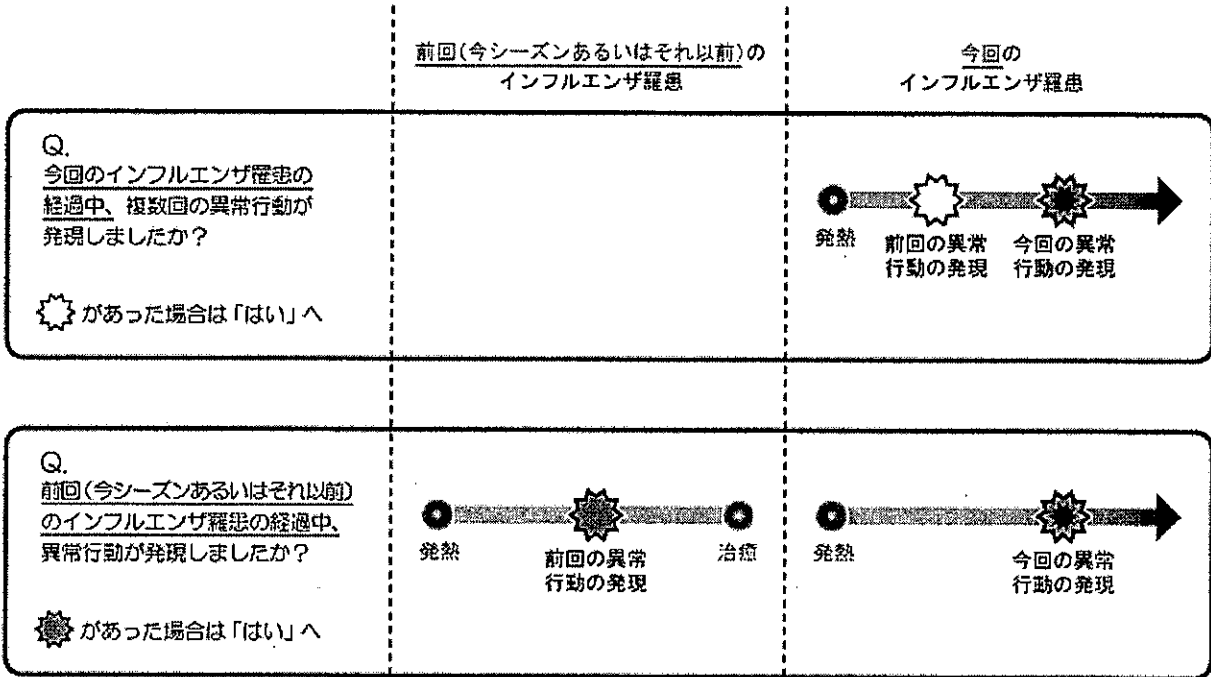 前回(今シーズンあるいはそれ以前)の
インフルエンザ羅患
今回の
インフルエンザ羅患
Q.
今回のインフルエンザ罹患の
経過中、複数回の異常行動が
発現しましたか？
があった場合は「はい」へ
発熱
前回の異常
行動の発現
今回の異常
行動の発現
Q.
前回(今シーズンあるいはそれ以前)
のインフルエンザ羅患の経過中、
異常行動が発現しましたか？
があった場合は「はい」へ
発熱
前回の異常
行動の発現
治癒
発熱
今回の異常
行動の発現